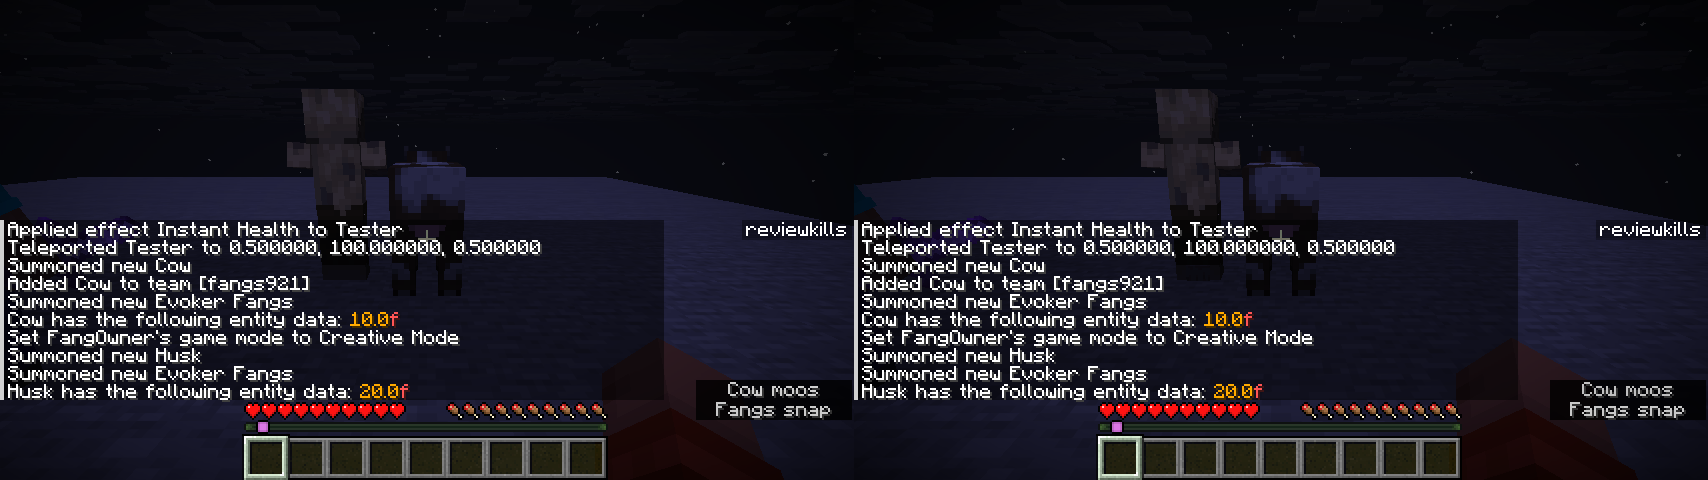 Applied effect Instant Health to Tester
Teleported Tester to 0.500000, 100.000000, 0.500000
Summoned new Cow
Added Cow to team [fangs921]
Summoned new Evoker Fangs
Cow has the following entity data: 10.0f
Set FangOwner's game mode to Creative Mode
Summoned new Husk
Summoned new Evoker Fangs
Husk has the following entity data: 20.0f
reviewkills
Cow moos
Fangs snap
Applied effect Instant Health to Tester
Teleported Tester to 0.500000, 100.000000, 0.500000
Summoned new Cow
Added Cow to team [fangs921]
Summoned new Evoker Fangs
Cow has the following entity data: 10.0f
Set FangOwner's game mode to Creative Mode
Summoned new Husk
Summoned new Evoker Fangs
Husk has the following entity data: 20.0f
reviewkills
Cow moos
Fangs snap